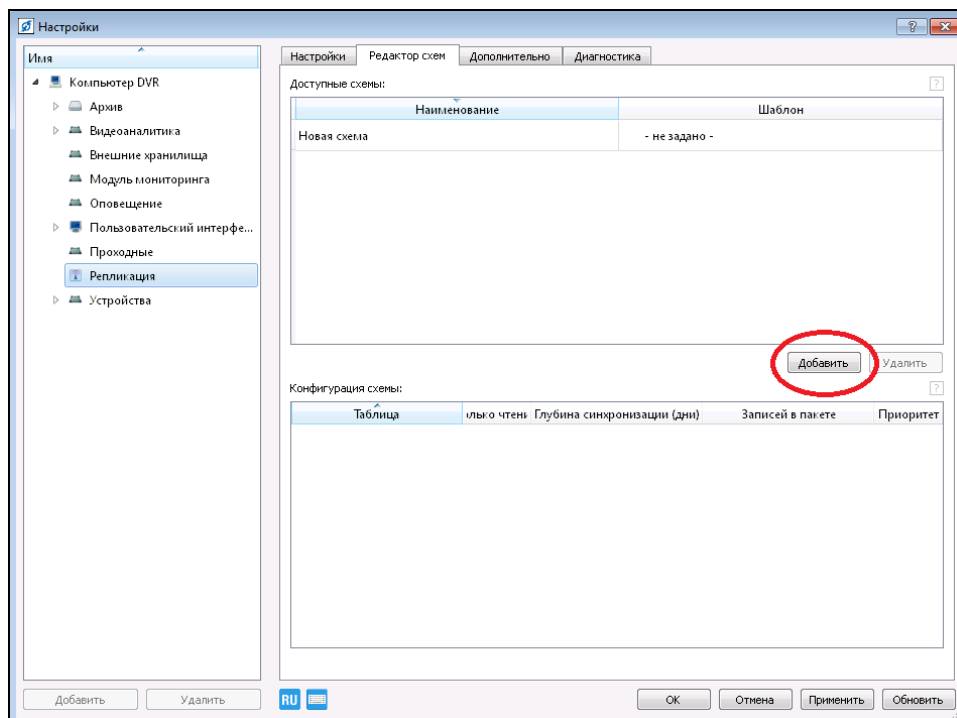 Настройки
Имя
Компьютер DVR
Архив
Видеоаналитика
Внешние хранилища
Модуль мониторинга
Оповещение
Пользовательский интерфе...
Проходные
Репликация
Устройства
Добавить Удалить
Настройки Редактор схем Дополнительно Диагностика
Доступные схемы: ?
Наименование Шаблон
Новая схема - не задано -
Добавить Удалить
Конфигурация схемы: ?
Таблица лько чтени Глубина синхронизации (дни) Записей в пакете Приоритет
RU OK Отмена Применить Обновить